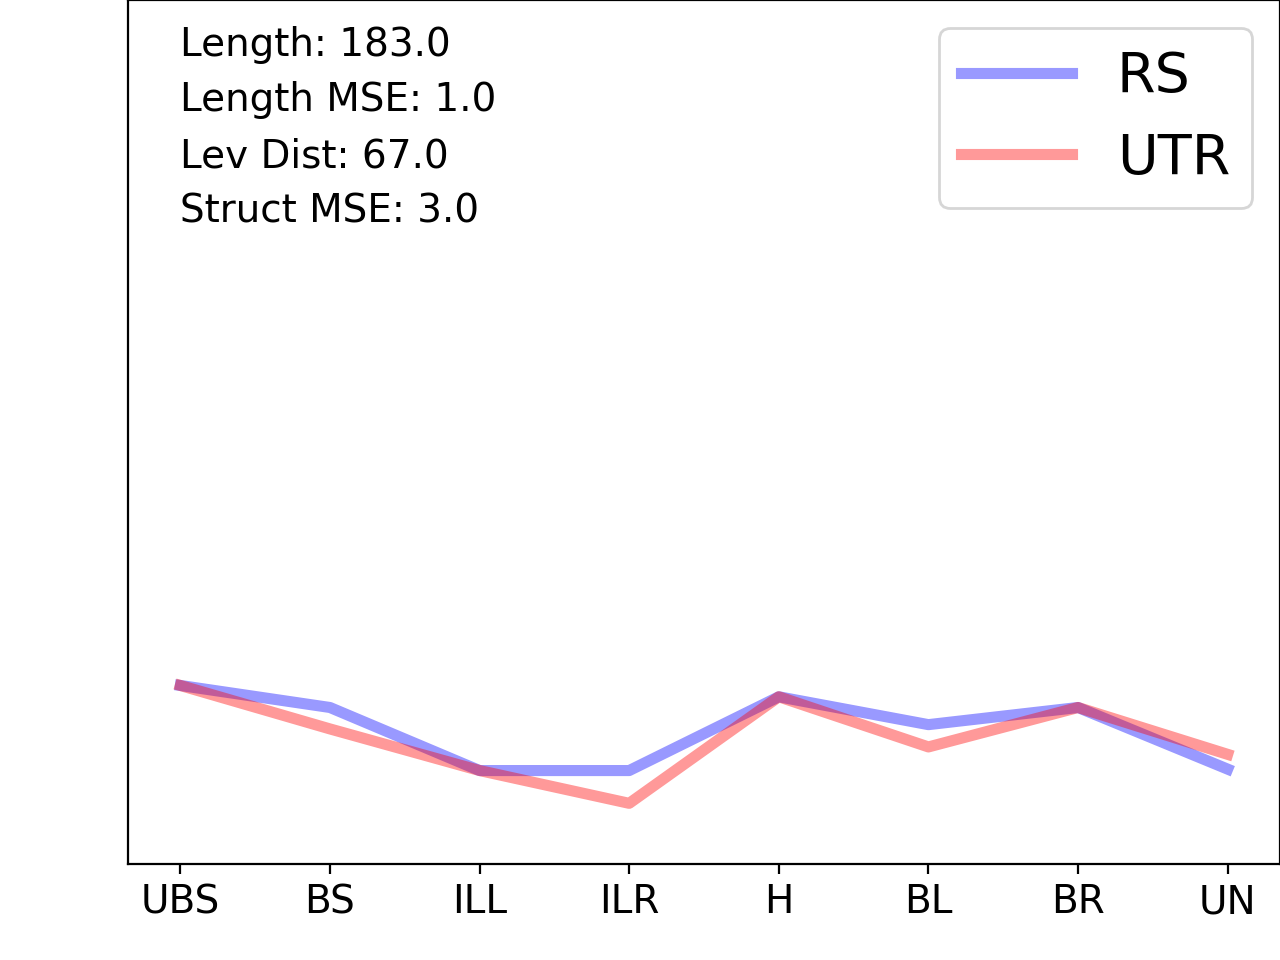 Length: 183.0
Length MSE: 1.0
Lev Dist: 67.0
Struct MSE: 3.0
RS
UTR
UBS BS ILL ILR H BL BR UN